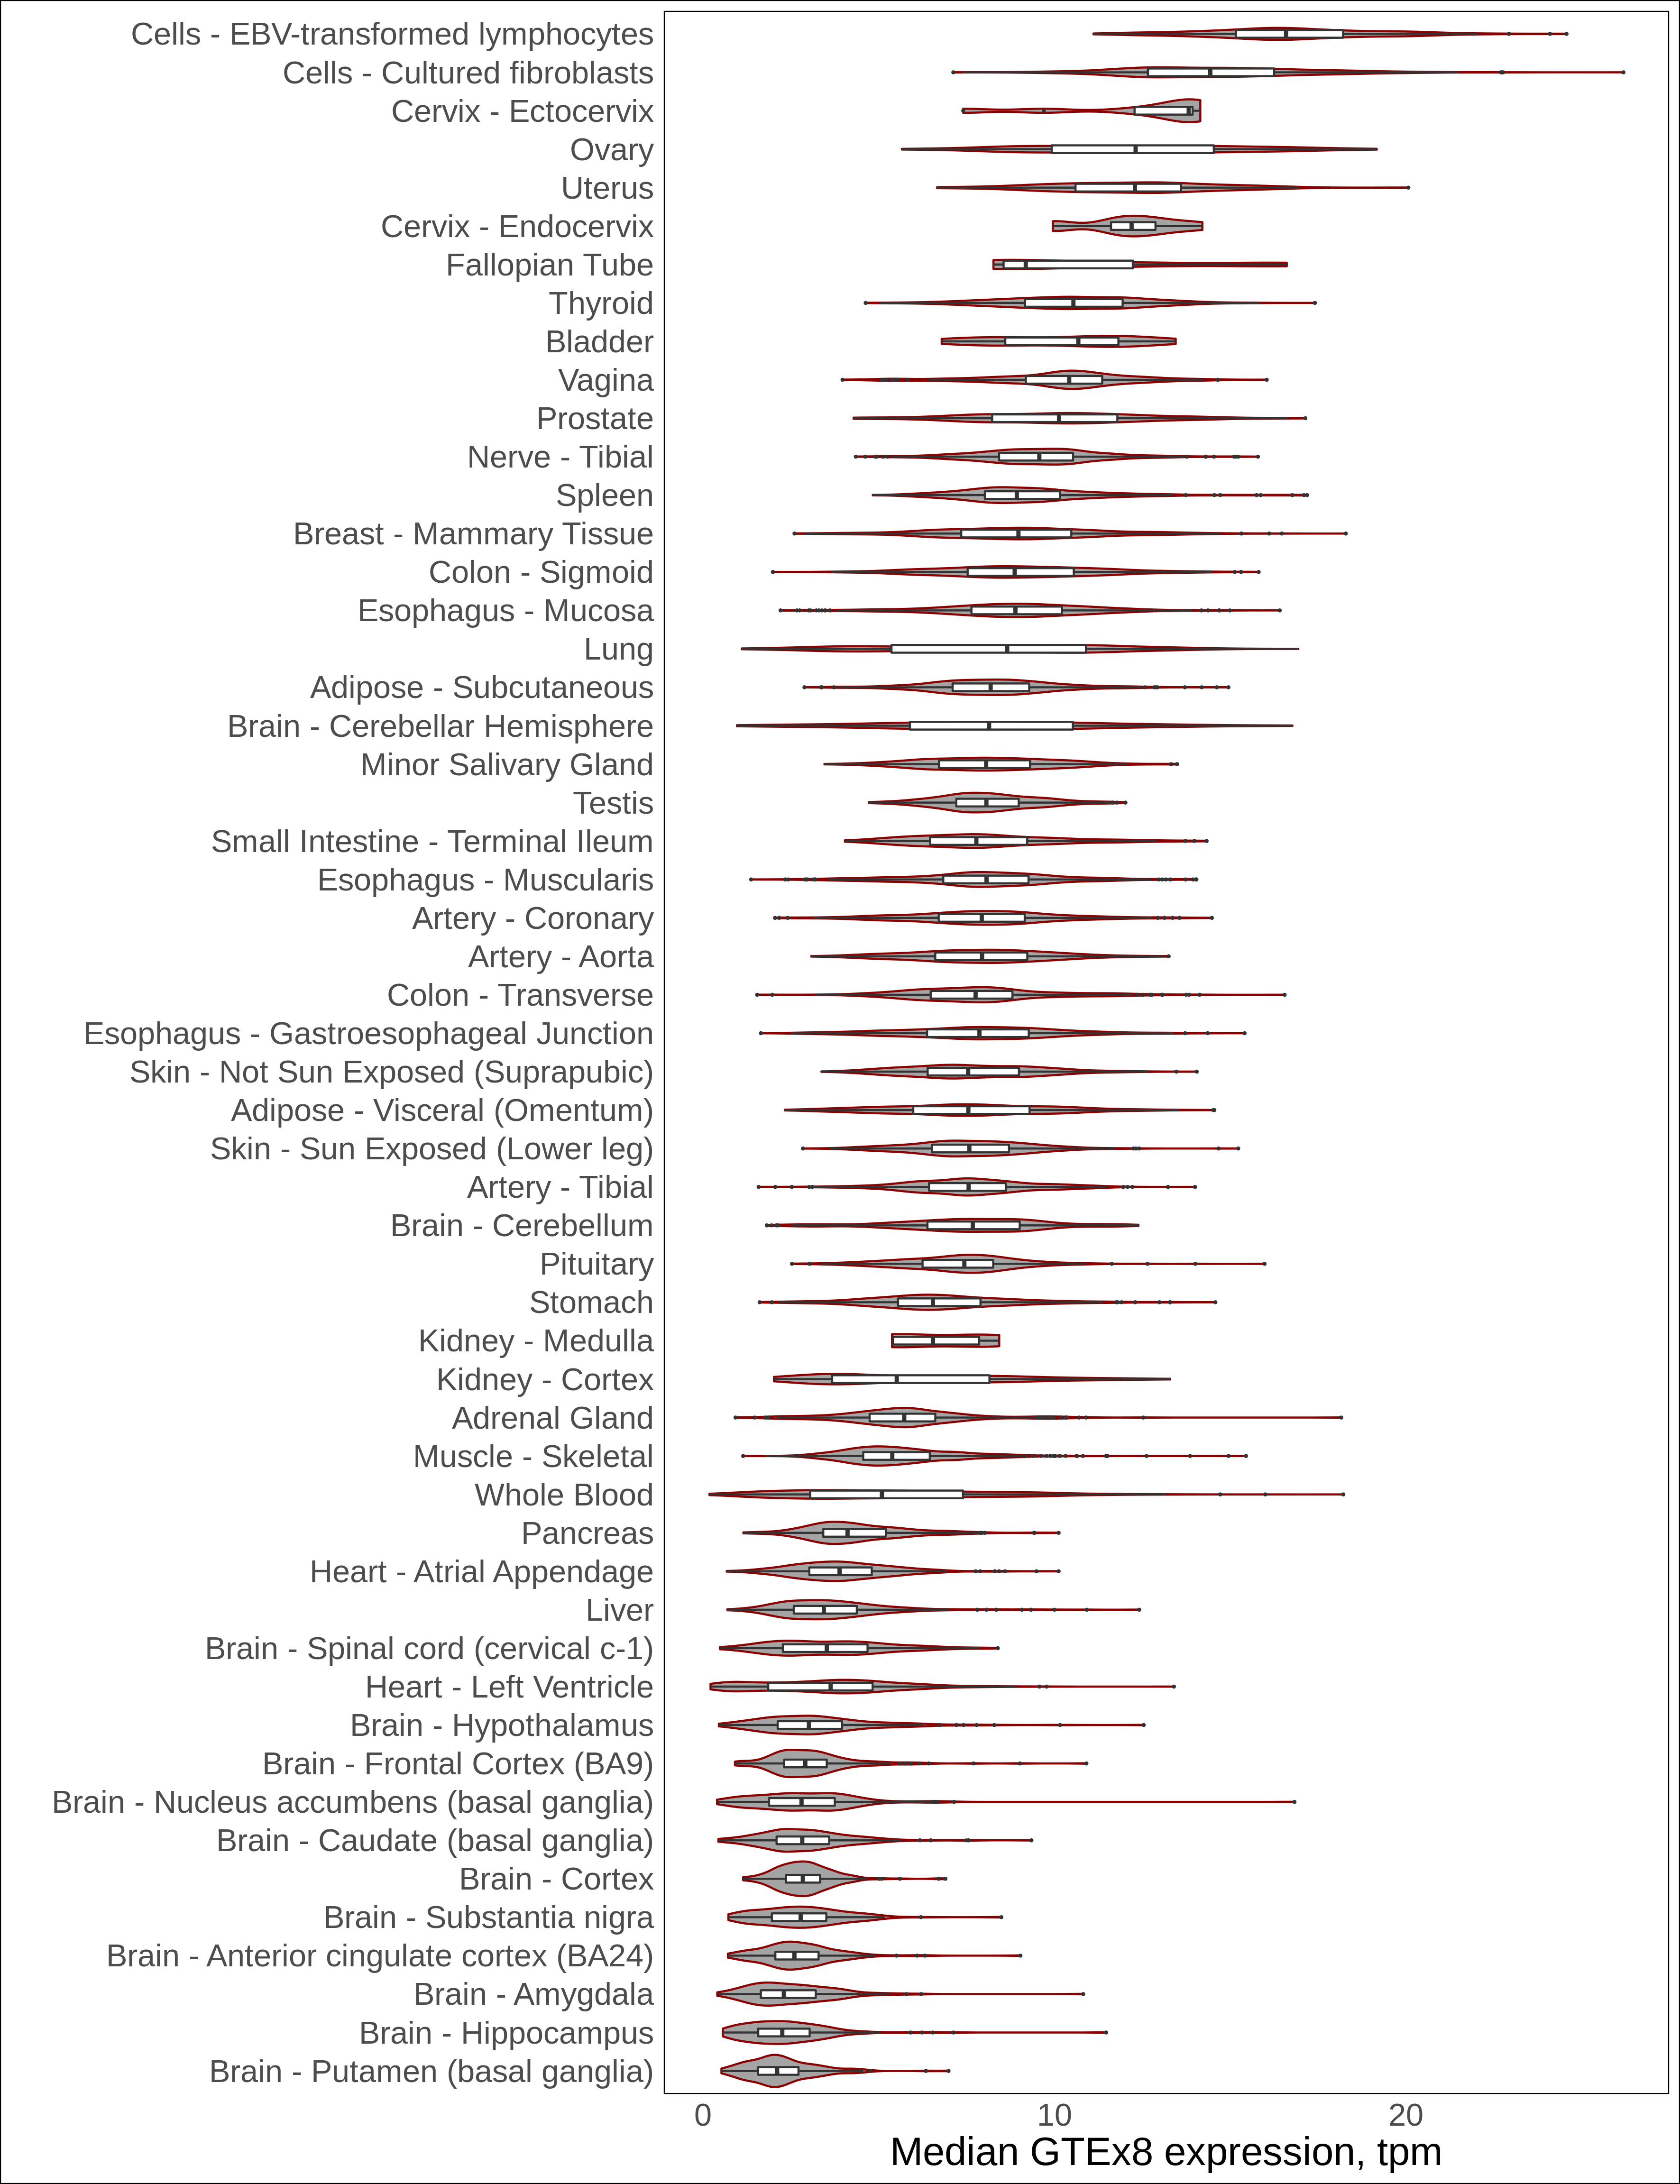 Cells - EBV-transformed lymphocytes
Cells - Cultured fibroblasts
Cervix - Ectocervix
Ovary
Uterus
Cervix - Endocervix
Fallopian Tube
Thyroid
Bladder
Vagina
Prostate
Nerve - Tibial
Spleen
Breast - Mammary Tissue
Colon - Sigmoid
Esophagus - Mucosa
Lung
Adipose - Subcutaneous
Brain - Cerebellar Hemisphere
Minor Salivary Gland
Testis
Small Intestine - Terminal Ileum
Esophagus - Muscularis
Artery - Coronary
Artery - Aorta
Colon - Transverse
Esophagus - Gastroesophageal Junction
Skin - Not Sun Exposed (Suprapubic)
Adipose - Visceral (Omentum)
Skin - Sun Exposed (Lower leg)
Artery - Tibial
Brain - Cerebellum
Pituitary
Stomach
Kidney - Medulla
Kidney - Cortex
Adrenal Gland
Muscle - Skeletal
Whole Blood
Pancreas
Heart - Atrial Appendage
Liver
Brain - Spinal cord (cervical c-1)
Heart - Left Ventricle
Brain - Hypothalamus
Brain - Frontal Cortex (BA9)
Brain - Nucleus accumbens (basal ganglia)
Brain - Caudate (basal ganglia)
Brain - Cortex
Brain - Substantia nigra
Brain - Anterior cingulate cortex (BA24)
Brain - Amygdala
Brain - Hippocampus
Brain - Putamen (basal ganglia)
0 10 20
Median GTEx8 expression, tpm